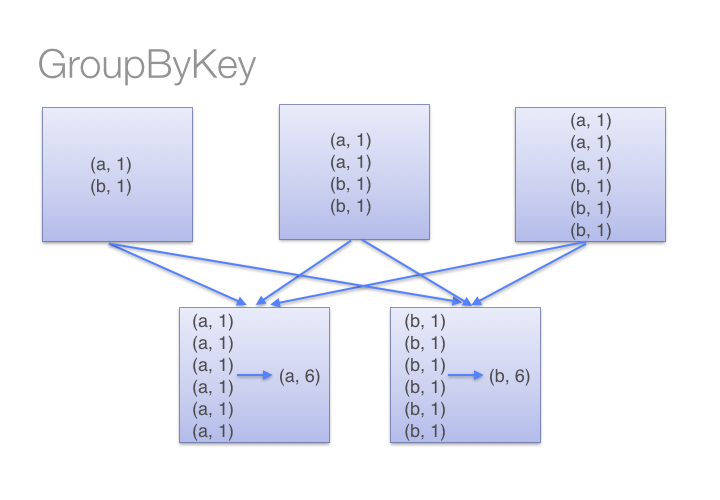 GroupByKey
(a, 1)
(b, 1)
(a, 1)
(a, 1)
(b, 1)
(b, 1)
(a, 1)
(a, 1)
(a, 1)
(b, 1)
(b, 1)
(b, 1)
(a, 1)
(a, 1)
(a, 1)
(a, 1)
(a, 1)
(a, 1)
(a, 6)
(b, 1)
(b, 1)
(b, 1)
(b, 1)
(b, 1)
(b, 1)
(b, 6)